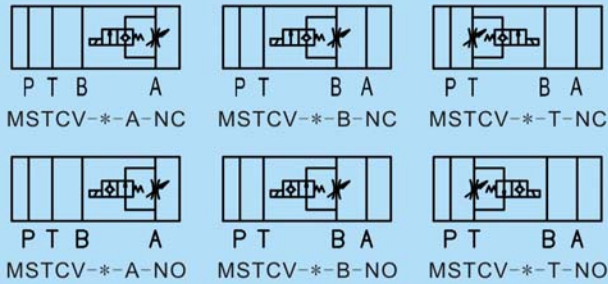 P T B A P T B A P T B A
MSTCV-*-A-NC MSTCV-*-B-NC MSTCV-*-T-NC
P T B A P T B A P T B A
MSTCV-*-A-NO MSTCV-*-B-NO MSTCV-*-T-NO